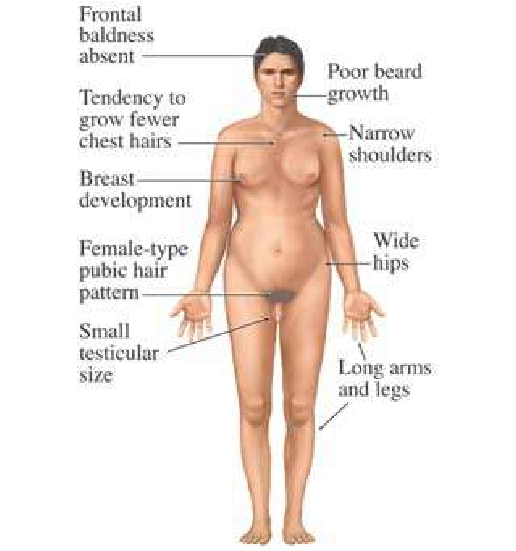 Frontal
baldness
absent
Poor beard
growth
Tendency to
grow fewer
chest hairs
Narrow
shoulders
Breast
development
Wide
hips
Female-type
pubic hair
pattern
Small
testicular
size
Long arms
and legs